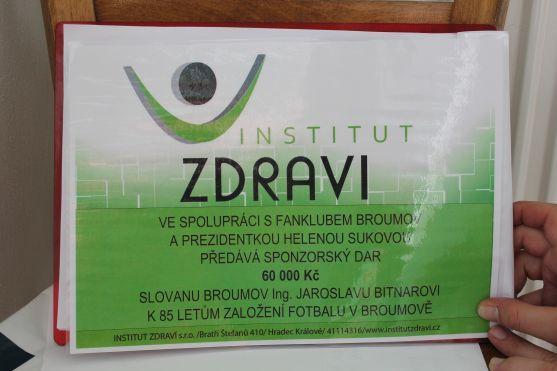 INSTITUT
ZDRAVI
VE SPOLUPRÁCI S FANKLUBEM BROUMOV
A PREZIDENTKOU HELENOU SUKOVOU
PŘEDÁVÁ SPONZORSKÝ DAR
60 000 Kč
SLOVANU BROUMOV Ing. JAROSLAVU BITNAROVI
K 85 LETŮM ZALOŽENÍ FOTBALU V BROUMOVĚ
INSTITUT ZDRAVÍ s.r.o. /Bratří Štefanů 410/ Hradec Králové/ 41114316/www.institutzdravi.cz